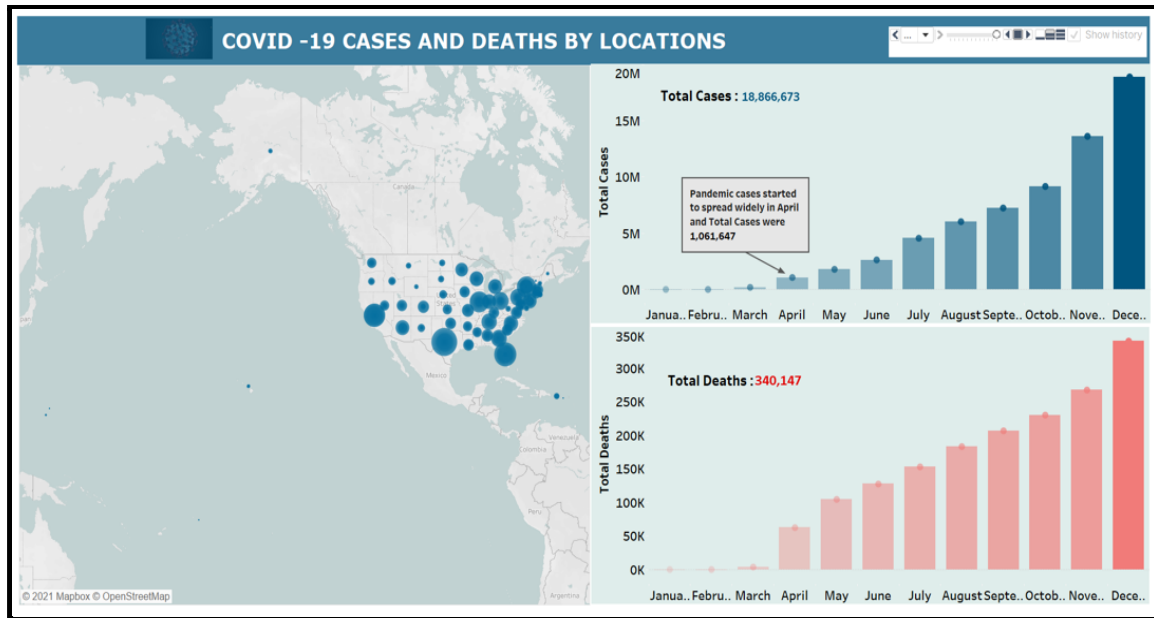 COVID -19 CASES AND DEATHS BY LOCATIONS
...
Show history
Canada
United
States
Mexico
Venezuela
Colombia
Peru
Argentina
© 2021 Mapbox © OpenStreetMap
Total Cases : 18,866,673
Total Cases
20M
15M
10M
5M
0M
Pandemic cases started
to spread widely in April
and Total Cases were
1,061,647
Janua.. Febru.. March April May June July August Septe.. Octob.. Nove.. Dece..
Total Deaths :340,147
Total Deaths
350K
300K
250K
200K
150K
100K
50K
0K
Janua.. Febru.. March April May June July August Septe.. Octob.. Nove.. Dece..